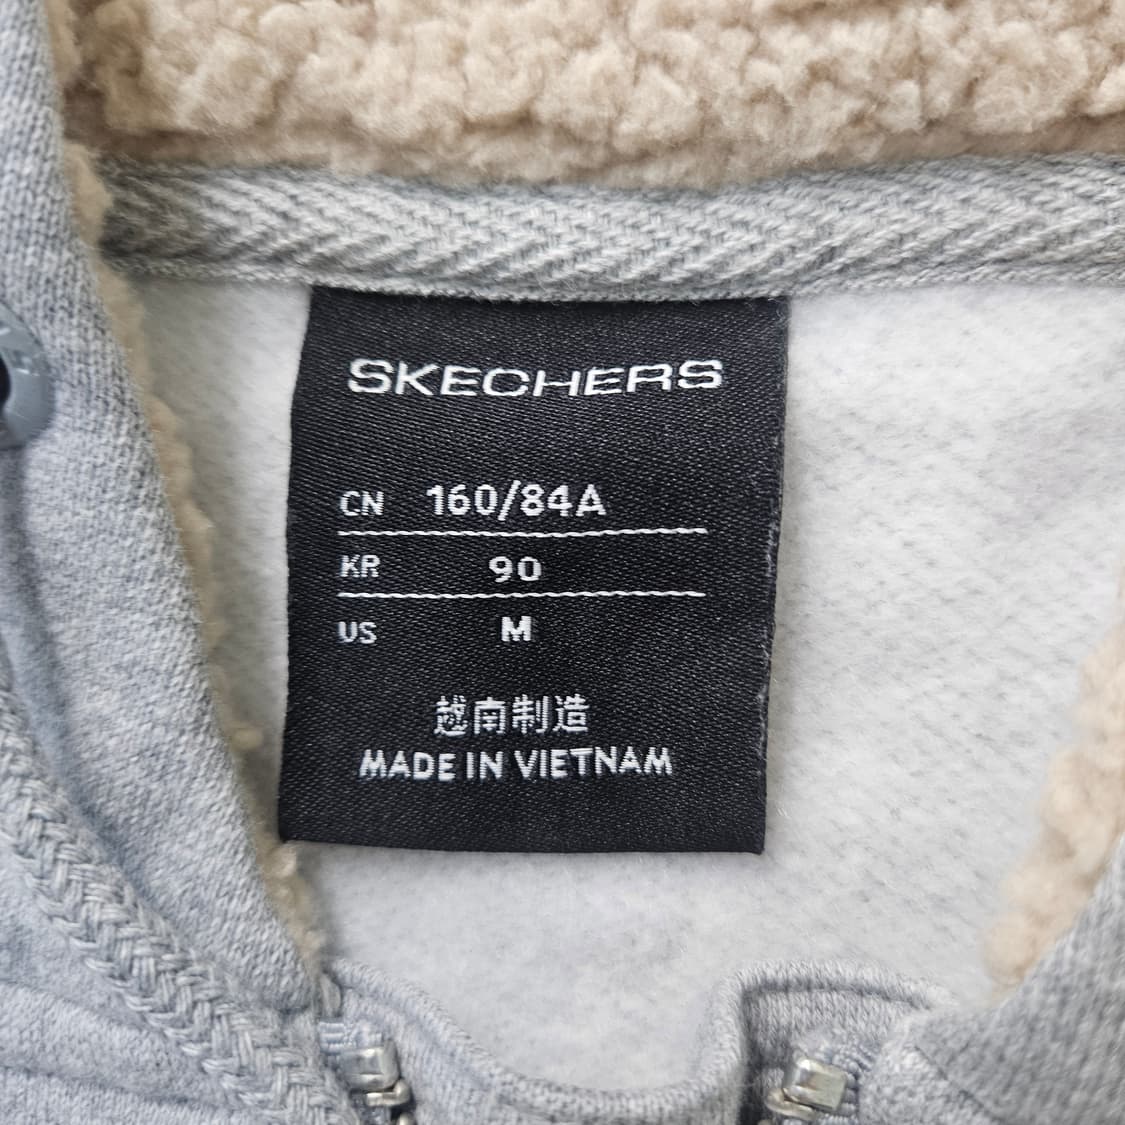 SKECHERS
CN 160/84A
KR 90
US M
越南制造
MADE IN VIETNAM